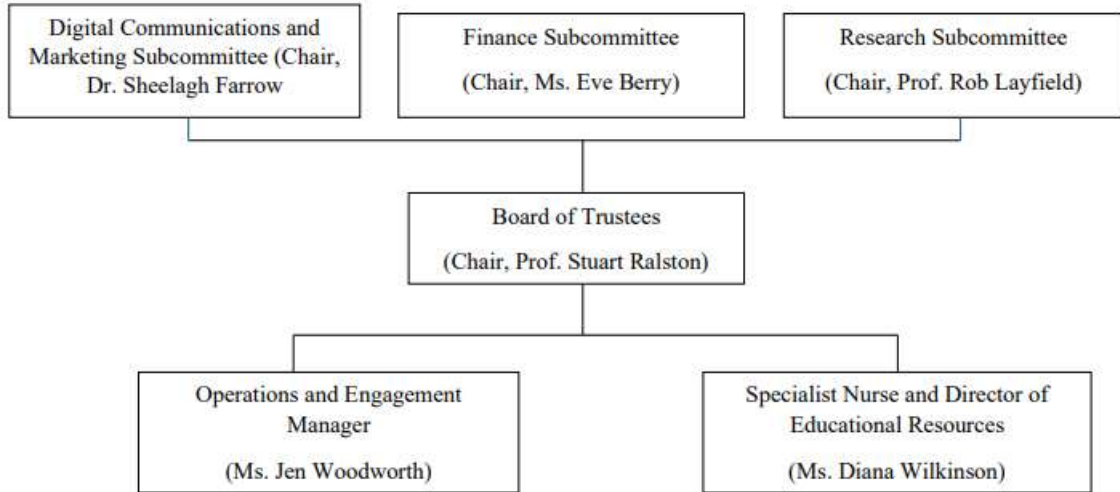 Digital Communications and
Marketing Subcommittee (Chair,
Dr. Sheelagh Farrow
Finance Subcommittee
(Chair, Ms. Eve Berry)
Research Subcommittee
(Chair, Prof. Rob Layfield)
Board of Trustees
(Chair, Prof. Stuart Ralston)
Operations and Engagement
Manager
(Ms. Jen Woodworth)
Specialist Nurse and Director of
Educational Resources
(Ms. Diana Wilkinson)